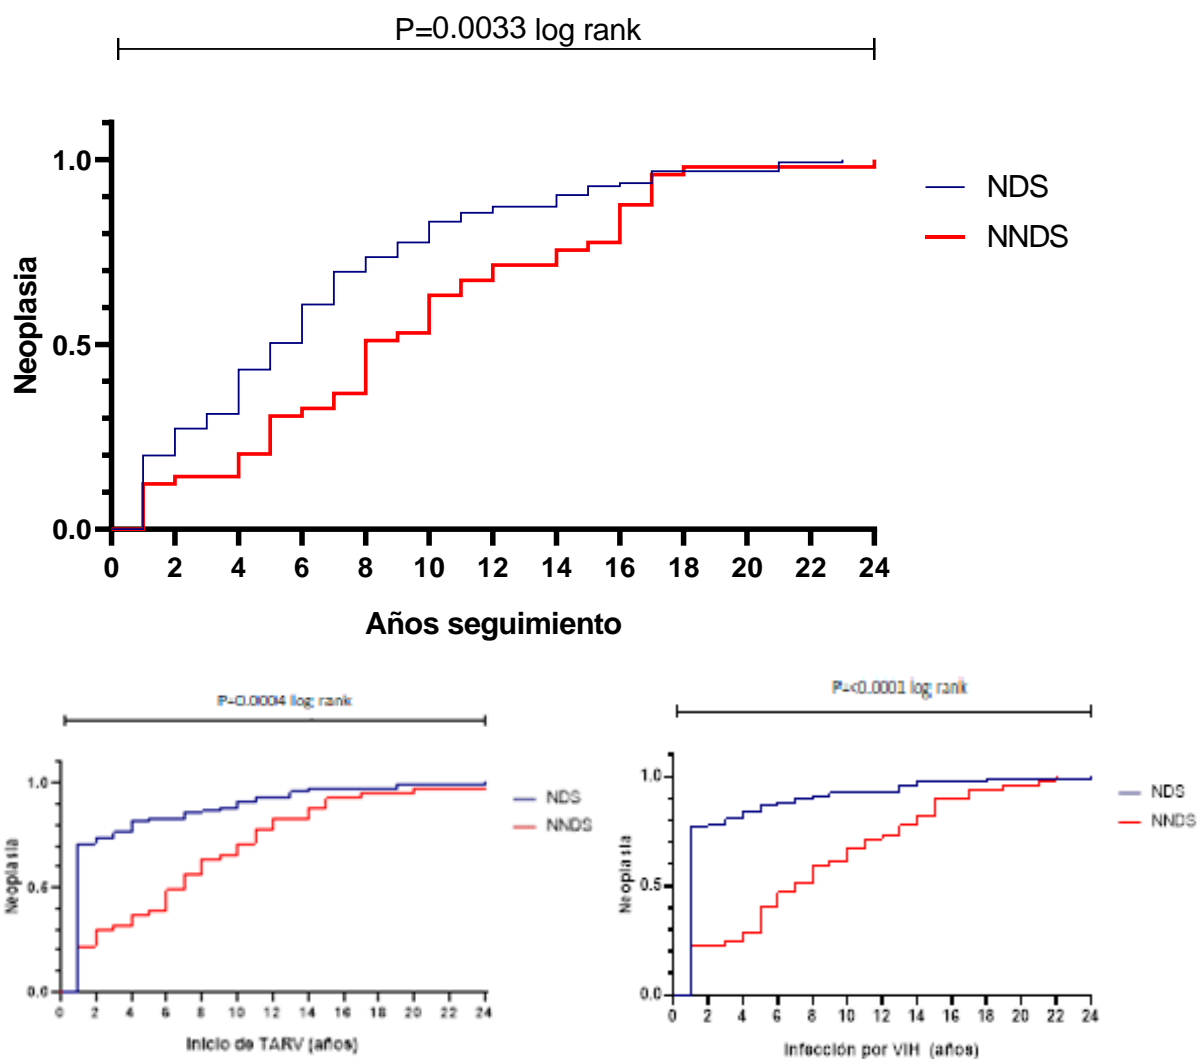 P=0.0033 log rank
1.0
0.5
0.0
Neoplasia
NDS
NNDS
0 2 4 6 8 10 12 14 16 18 20 22 24
Años seguimiento
P=0.0004 log rank
1.0
0.5
0.0
Neoplasia
NDS
NNDS
0 2 4 6 8 10 12 14 16 18 20 22 24
Inicio de TARV (años)
P=<0.0001 log rank
1.0
0.5
0.0
Neoplasia
NDS
NNDS
0 2 4 6 8 10 12 14 16 18 20 22 24
Infección por VIH (años)